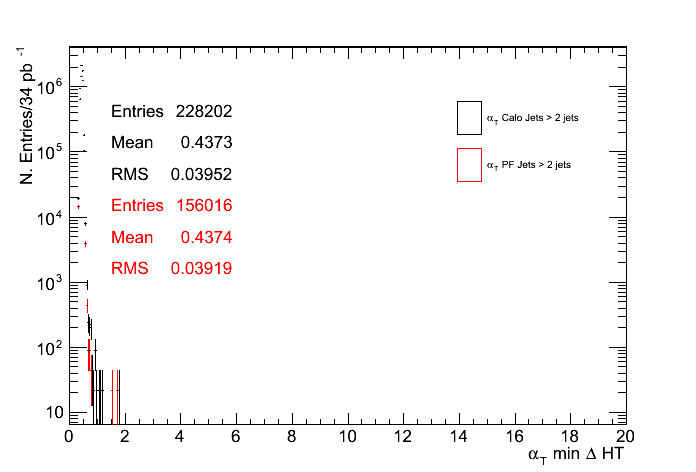 N. Entries/34 pb⁻¹
10⁶
10⁵
10⁴
10³
10²
10
Entries 228202
Mean 0.4373
RMS 0.03952
Entries 156016
Mean 0.4374
RMS 0.03919
α_T Calo Jets > 2 jets
α_T PF Jets > 2 jets
0 2 4 6 8 10 12 14 16 18 20
α_T min Δ HT